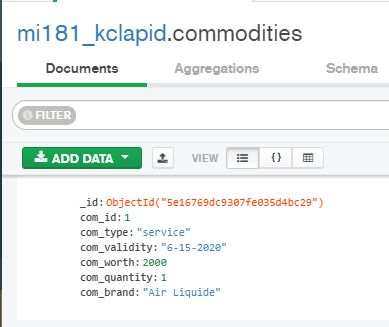 mi181_kclapid.commodities
Documents Aggregations Schema
FILTER
ADD DATA VIEW { }
_id: ObjectId("5e16769dc9307fe035d4bc29")
com_id: 1
com_type: "service"
com_validity: "6-15-2020"
com_worth: 2000
com_quantity: 1
com_brand: "Air Liquide"